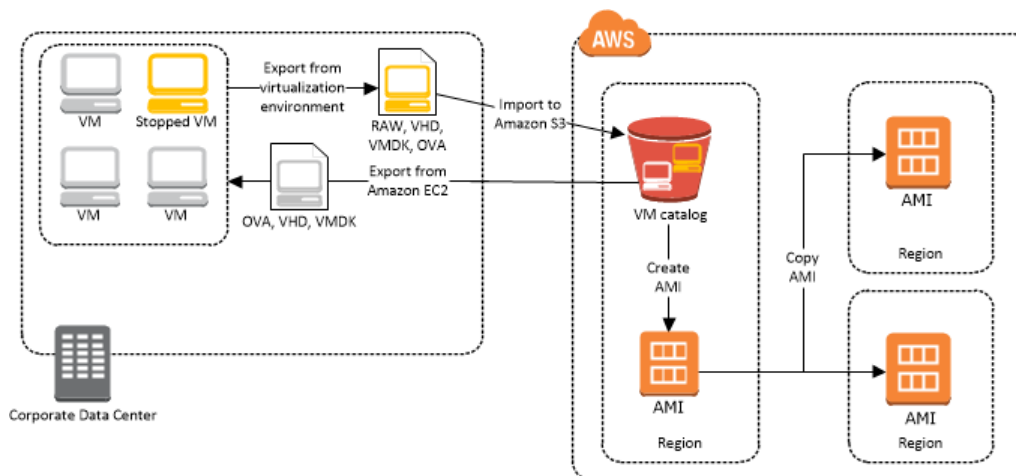 AWS
VM
Stopped VM
VM
VM
Export from
virtualization
environment
RAW, VHD,
VMDK, OVA
Import to
Amazon S3
Export from
Amazon EC2
OVA, VHD, VMDK
VM catalog
Create
AMI
AMI
Region
Copy
AMI
AMI
Region
AMI
Region
Corporate Data Center